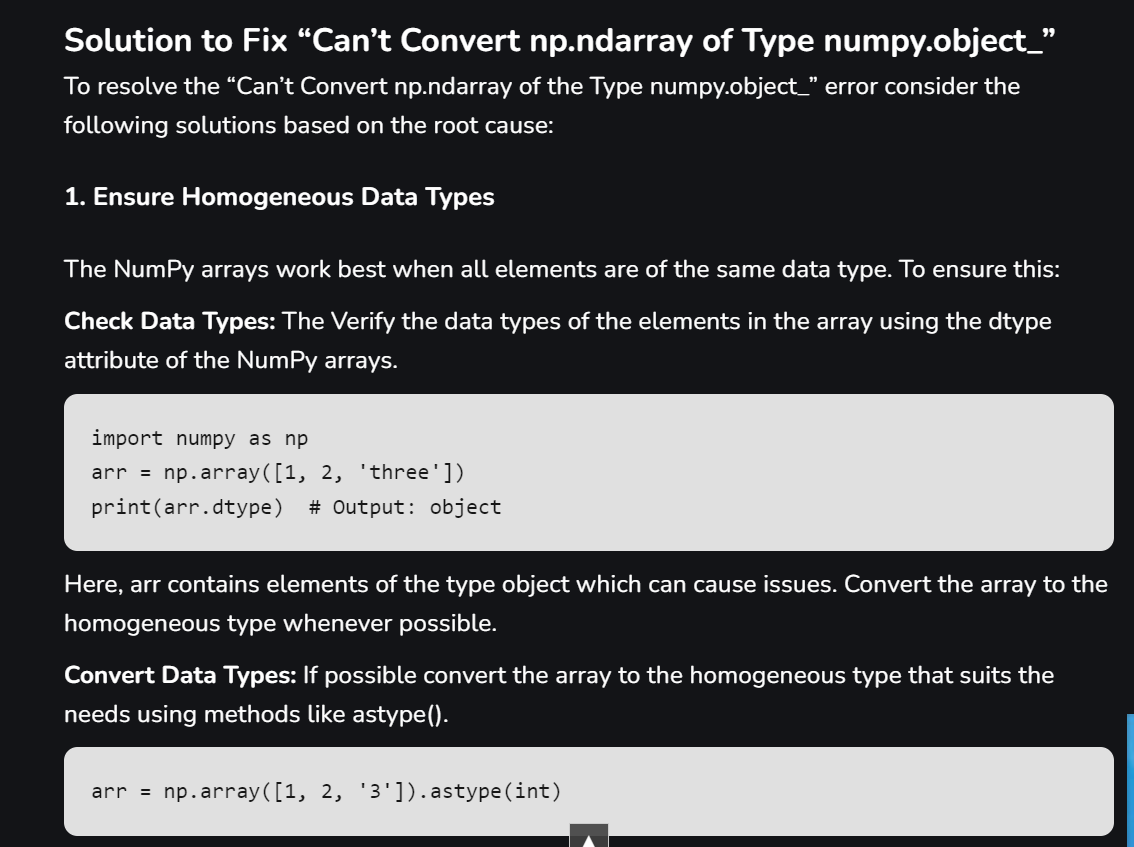 Solution to Fix “Can’t Convert np.ndarray of Type numpy.object_”
To resolve the “Can’t Convert np.ndarray of the Type numpy.object_” error consider the
following solutions based on the root cause:
1. Ensure Homogeneous Data Types
The NumPy arrays work best when all elements are of the same data type. To ensure this:
Check Data Types: The Verify the data types of the elements in the array using the dtype
attribute of the NumPy arrays.
import numpy as np
arr = np.array([1, 2, 'three'])
print(arr.dtype)  # Output: object
Here, arr contains elements of the type object which can cause issues. Convert the array to the
homogeneous type whenever possible.
Convert Data Types: If possible convert the array to the homogeneous type that suits the
needs using methods like astype().
arr = np.array([1, 2, '3']).astype(int)